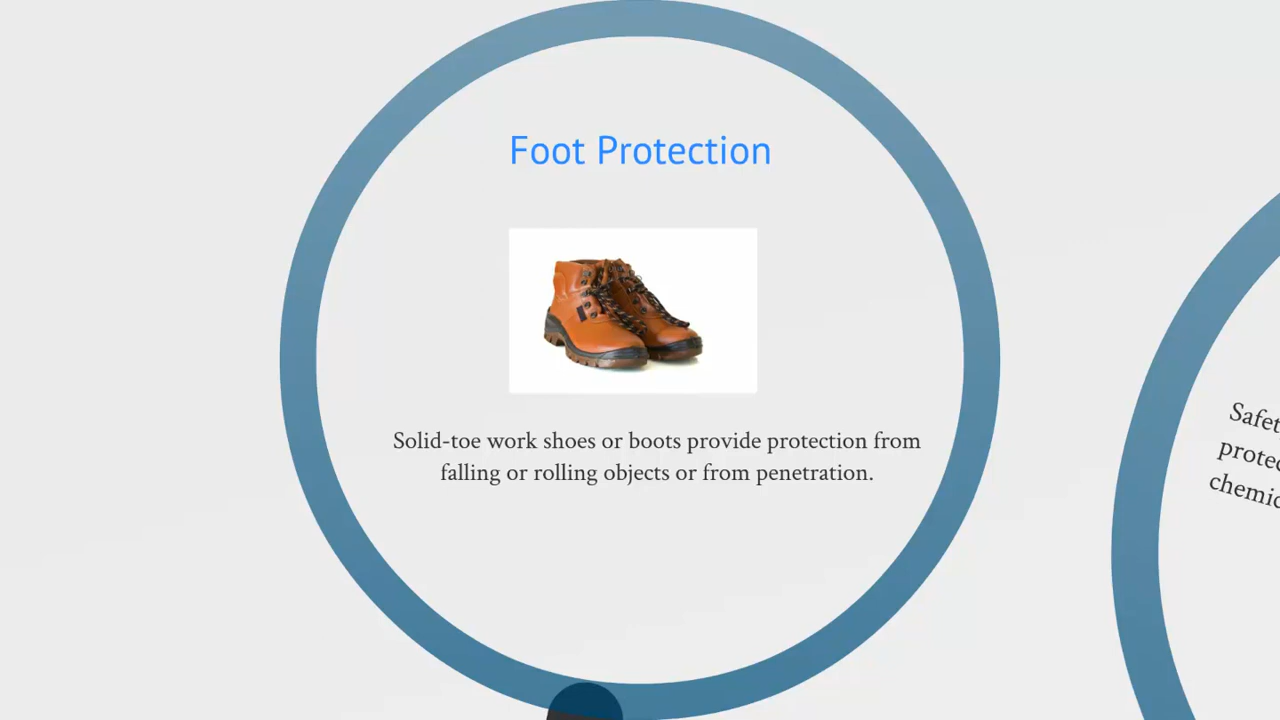 Foot Protection
Solid-toe work shoes or boots provide protection from
falling or rolling objects or from penetration.